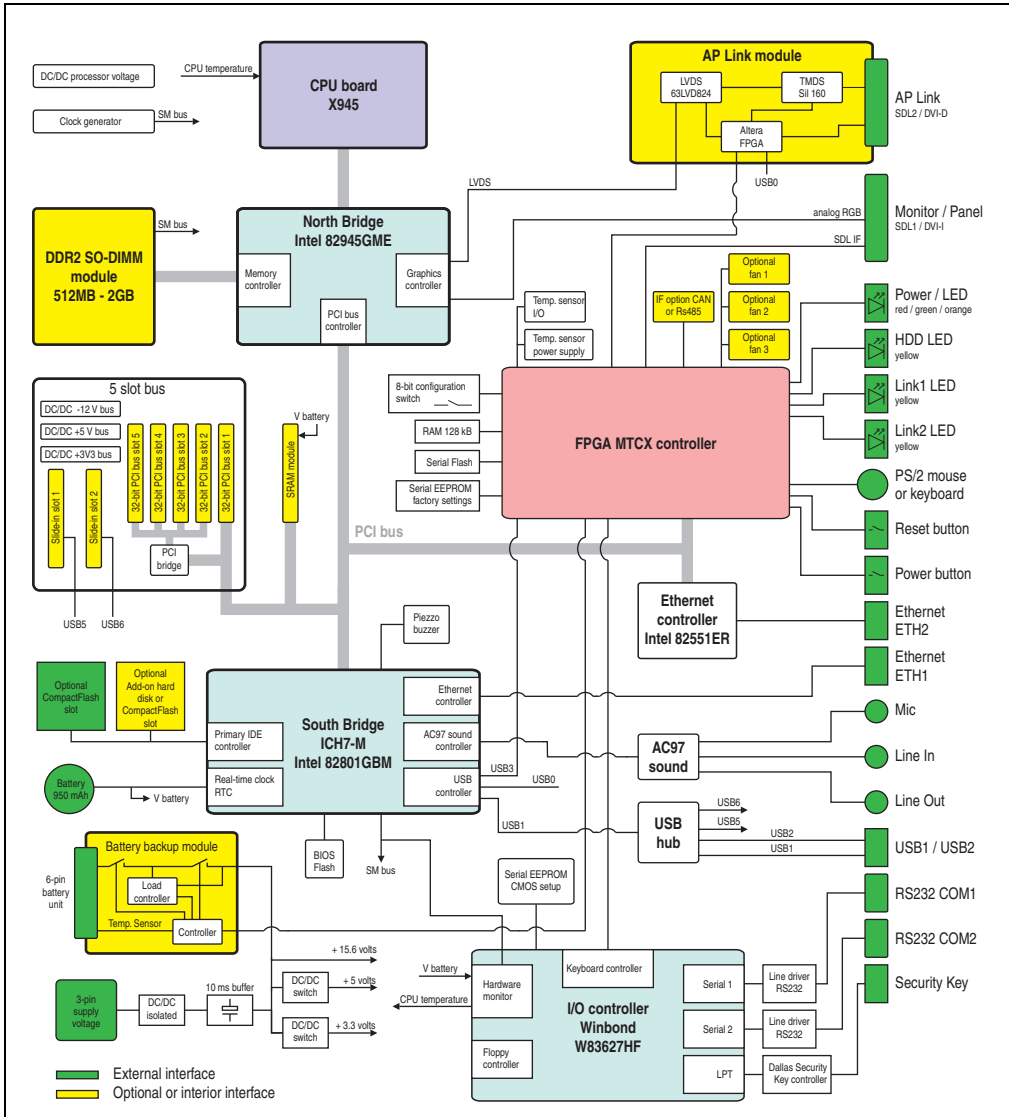 DC/DC processor voltage
CPU temperature
Clock generator
SM bus
CPU board
X945
AP Link module
LVDS
63LVD824
TMDS
Sil 160
Altera
FPGA
USB0
AP Link
SDL2 / DVI-D
LVDS
analog RGB
SDL IF
Monitor / Panel
SDL1 / DVI-I
DDR2 SO-DIMM
module
512MB - 2GB
SM bus
North Bridge
Intel 82945GME
Memory
controller
Graphics
controller
PCI bus
controller
Temp. sensor
I/O
Temp. sensor
power supply
IF option CAN
or Rs485
Optional
fan 1
Optional
fan 2
Optional
fan 3
Power / LED
red / green / orange
HDD LED
yellow
Link1 LED
yellow
Link2 LED
yellow
PS/2 mouse
or keyboard
Reset button
Power button
5 slot bus
DC/DC -12 V bus
DC/DC +5 V bus
DC/DC +3V3 bus
Slide-in slot 1
Slide-in slot 2
32-bit PCI bus slot 5
32-bit PCI bus slot 4
32-bit PCI bus slot 3
32-bit PCI bus slot 2
32-bit PCI bus slot 1
PCI
bridge
USB5
USB6
V battery
SRAM module
8-bit configuration
switch
RAM 128 kB
Serial Flash
Serial EEPROM
factory settings
FPGA MTCX controller
PCI bus
Ethernet
controller
Intel 82551ER
Ethernet
ETH2
Ethernet
ETH1
Piezzo
buzzer
Optional
CompactFlash
slot
Optional
Add-on hard
disk or
CompactFlash
slot
South Bridge
ICH7-M
Intel 82801GBM
Primary IDE
controller
Real-time clock
RTC
Ethernet
controller
AC97 sound
controller
USB
controller
USB3
USB0
USB1
Battery
950 mAh
V battery
BIOS
Flash
SM bus
AC97
sound
Mic
Line In
Line Out
USB
hub
USB6
USB5
USB2
USB1
USB1 / USB2
Battery backup module
6-pin
battery
unit
Load
controller
Temp. Sensor
Controller
Serial EEPROM
CMOS setup
RS232 COM1
RS232 COM2
Security Key
3-pin
supply
voltage
DC/DC
isolated
10 ms buffer
+ 15.6 volts
DC/DC
switch
+ 5 volts
DC/DC
switch
+ 3.3 volts
V battery
CPU temperature
Hardware
monitor
Keyboard controller
I/O controller
Winbond
W83627HF
Floppy
controller
Serial 1
Serial 2
LPT
Line driver
RS232
Line driver
RS232
Dallas Security
Key controller
External interface
Optional or interior interface